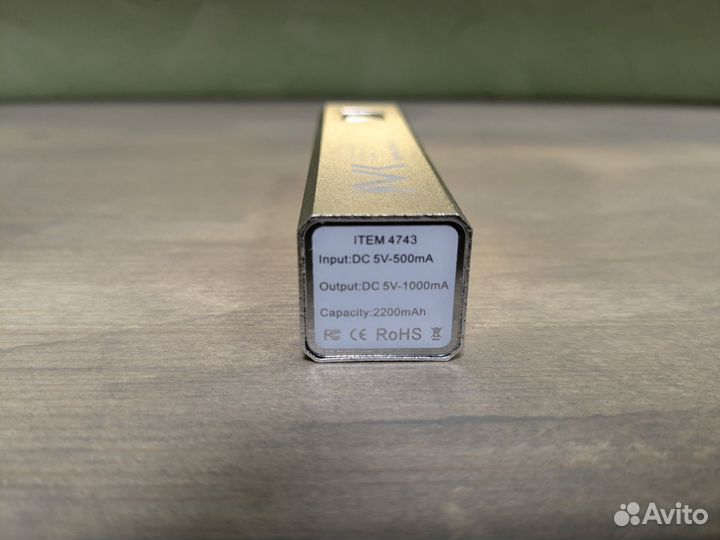 ITEM 4743
Input:DC 5V-500mA
Output:DC 5V-1000mA
Capacity:2200mAh
FC CE RoHS
Avito